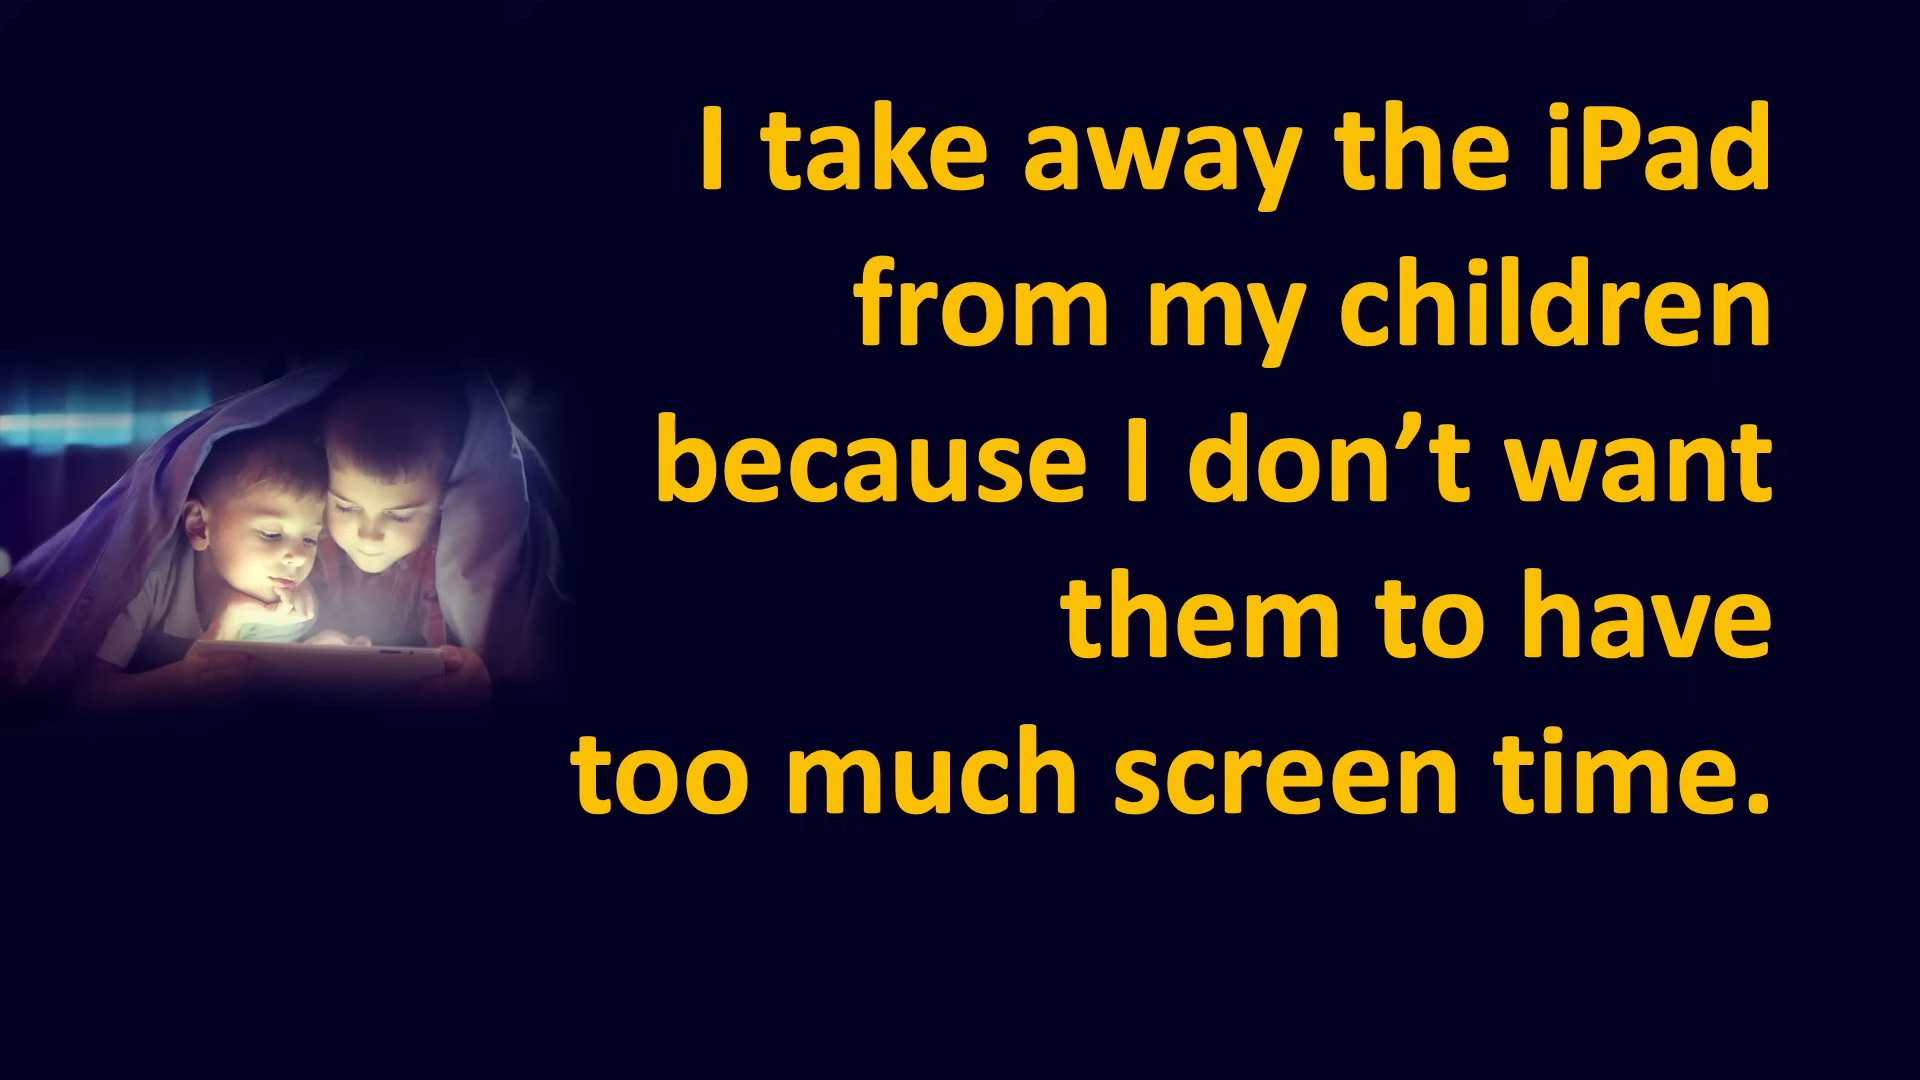 I take away the iPad
from my children
because I don’t want
them to have
too much screen time.